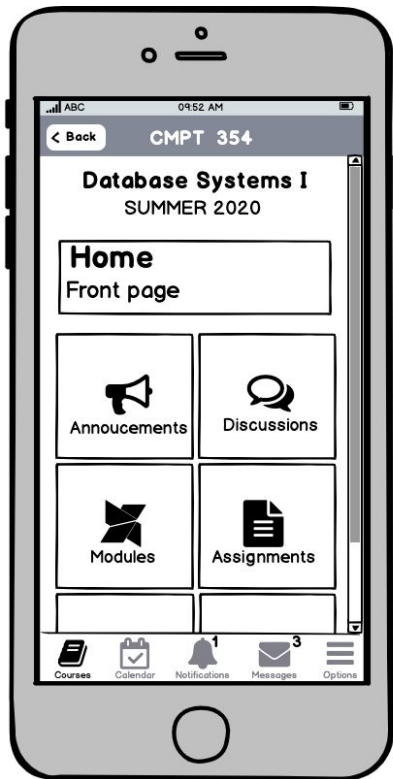 ABC 09:52 AM
< Back CMPT 354
Database Systems I
SUMMER 2020
Home
Front page
Annoucements Discussions
Modules Assignments
1 3
Courses Calendar Notifications Messages Options